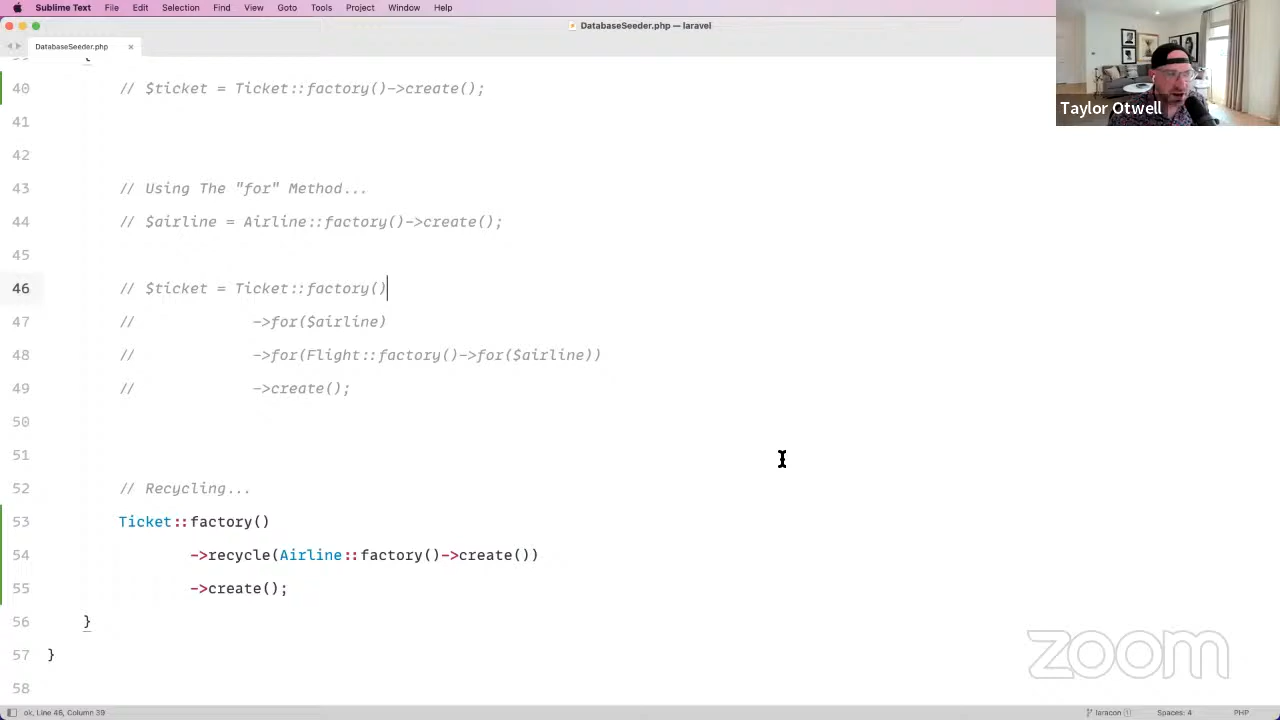 Sublime Text File Edit Selection Find View Goto Tools Project Window Help
DatabaseSeeder.php — laravel
DatabaseSeeder.php ×
Taylor Otwell
{
40 // $ticket = Ticket::factory()->create();
41
42
43 // Using The "for" Method...
44 // $airline = Airline::factory()->create();
45
46 // $ticket = Ticket::factory()
47 // ->for($airline)
48 // ->for(Flight::factory()->for($airline))
49 // ->create();
50
51
52 // Recycling...
53 Ticket::factory()
54 ->recycle(Airline::factory()->create())
55 ->create();
56 }
57 }
58
zoom
ok, Line 46, Column 39 laracon 1 Spaces: 4 PHP